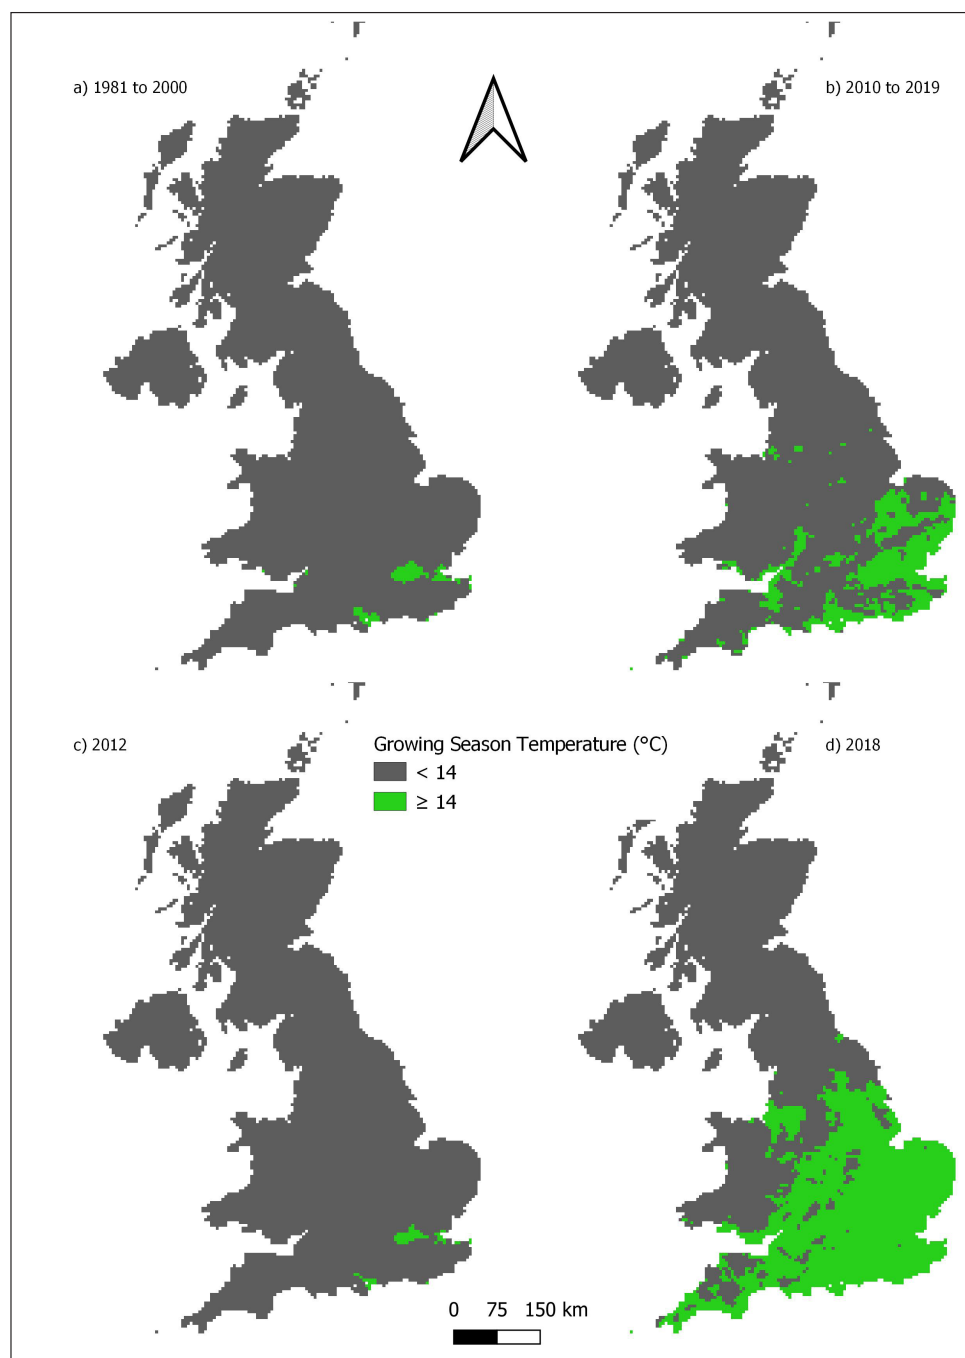 a) 1981 to 2000
b) 2010 to 2019
c) 2012
Growing Season Temperature (°C)
d) 2018
< 14
≥ 14
0 75 150 km